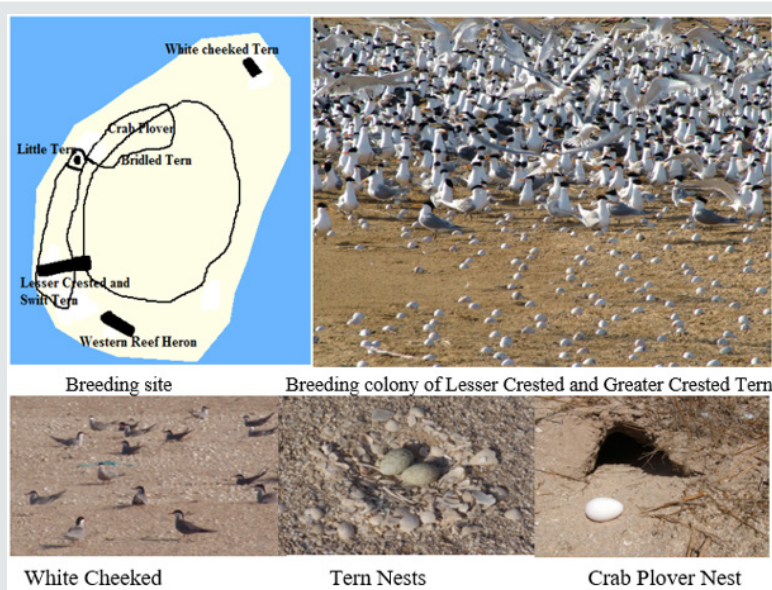 White cheeked Tern
Crab Plover
Little Tern
Bridled Tern
Lesser Crested and
Swift Tern
Western Reef Heron
Breeding site
Breeding colony of Lesser Crested and Greater Crested Tern
White Cheeked
Tern Nests
Crab Plover Nest